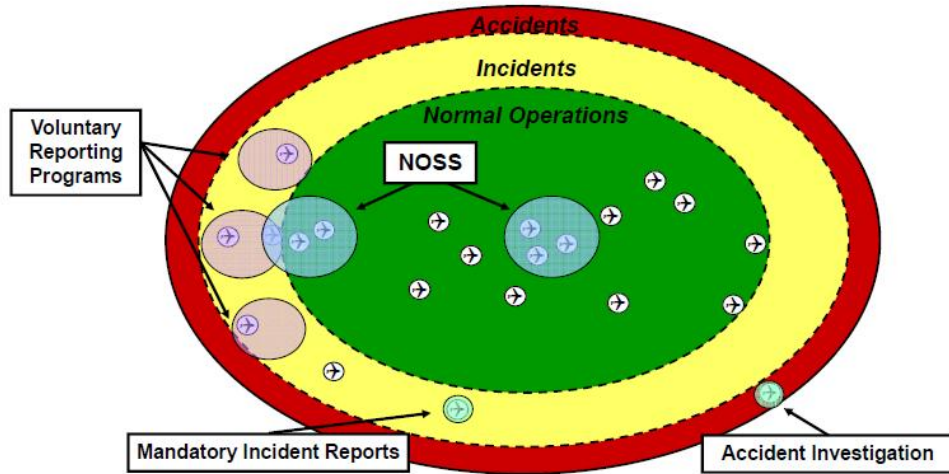 Accidents
Incidents
Normal Operations
Voluntary
Reporting
Programs
NOSS
Mandatory Incident Reports
Accident Investigation